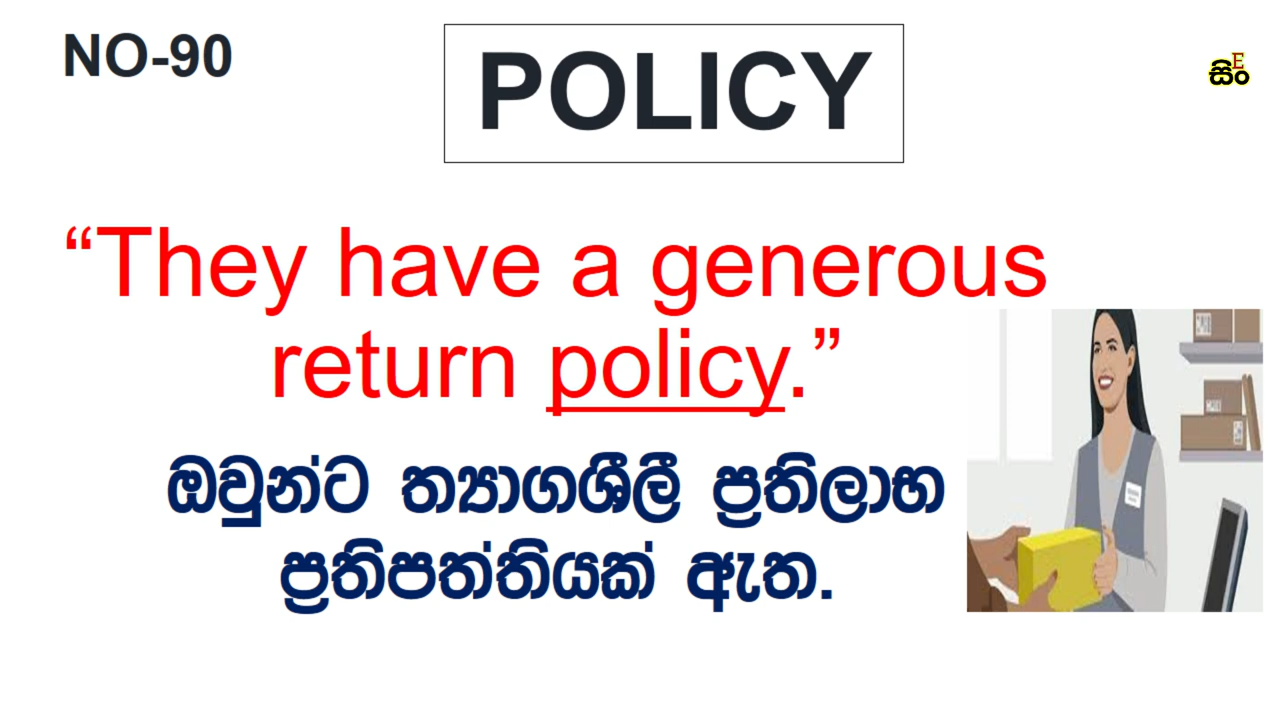 NO-90
POLICY
සිං
E
“They have a generous
return policy.”
ඔවුන්ට ත්‍යාගශීලී ප්‍රතිලාභ
ප්‍රතිපත්තියක් ඇත.